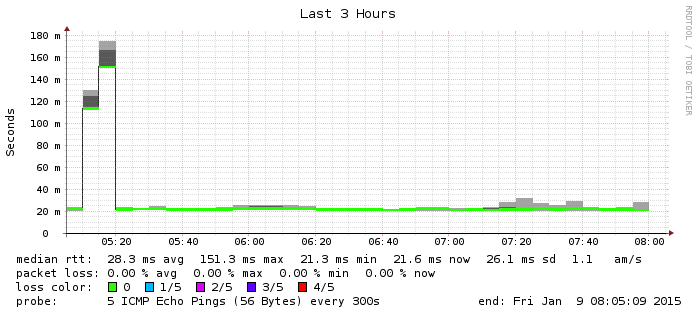 Last 3 Hours
RRDTOOL / TOBI OETIKER
Seconds
180 m
160 m
140 m
120 m
100 m
80 m
60 m
40 m
20 m
0
05:20 05:40 06:00 06:20 06:40 07:00 07:20 07:40 08:00
median rtt: 28.3 ms avg 151.3 ms max 21.3 ms min 21.6 ms now 26.1 ms sd 1.1 am/s
packet loss: 0.00 % avg 0.00 % max 0.00 % min 0.00 % now
loss color: 0 1/5 2/5 3/5 4/5
probe: 5 ICMP Echo Pings (56 Bytes) every 300s end: Fri Jan 9 08:05:09 2015